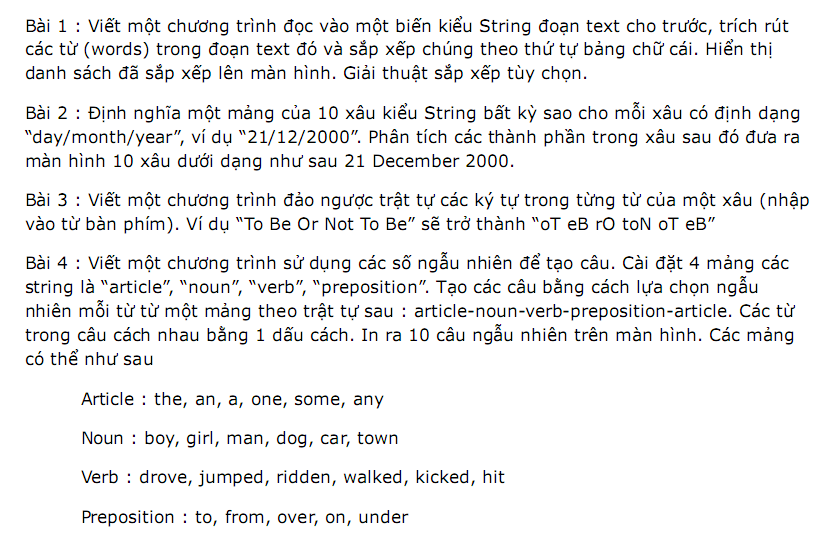 Bài 1 : Viết một chương trình đọc vào một biến kiểu String đoạn text cho trước, trích rút
các từ (words) trong đoạn text đó và sắp xếp chúng theo thứ tự bảng chữ cái. Hiển thị
danh sách đã sắp xếp lên màn hình. Giải thuật sắp xếp tùy chọn.
Bài 2 : Định nghĩa một mảng của 10 xâu kiểu String bất kỳ sao cho mỗi xâu có định dạng
“day/month/year”, ví dụ “21/12/2000”. Phân tích các thành phần trong xâu sau đó đưa ra
màn hình 10 xâu dưới dạng như sau 21 December 2000.
Bài 3 : Viết một chương trình đảo ngược trật tự các ký tự trong từng từ của một xâu (nhập
vào từ bàn phím). Ví dụ “To Be Or Not To Be” sẽ trở thành “oT eB rO toN oT eB”
Bài 4 : Viết một chương trình sử dụng các số ngẫu nhiên để tạo câu. Cài đặt 4 mảng các
string là “article”, “noun”, “verb”, “preposition”. Tạo các câu bằng cách lựa chọn ngẫu
nhiên mỗi từ từ một mảng theo trật tự sau : article-noun-verb-preposition-article. Các từ
trong câu cách nhau bằng 1 dấu cách. In ra 10 câu ngẫu nhiên trên màn hình. Các mảng
có thể như sau
Article : the, an, a, one, some, any
Noun : boy, girl, man, dog, car, town
Verb : drove, jumped, ridden, walked, kicked, hit
Preposition : to, from, over, on, under